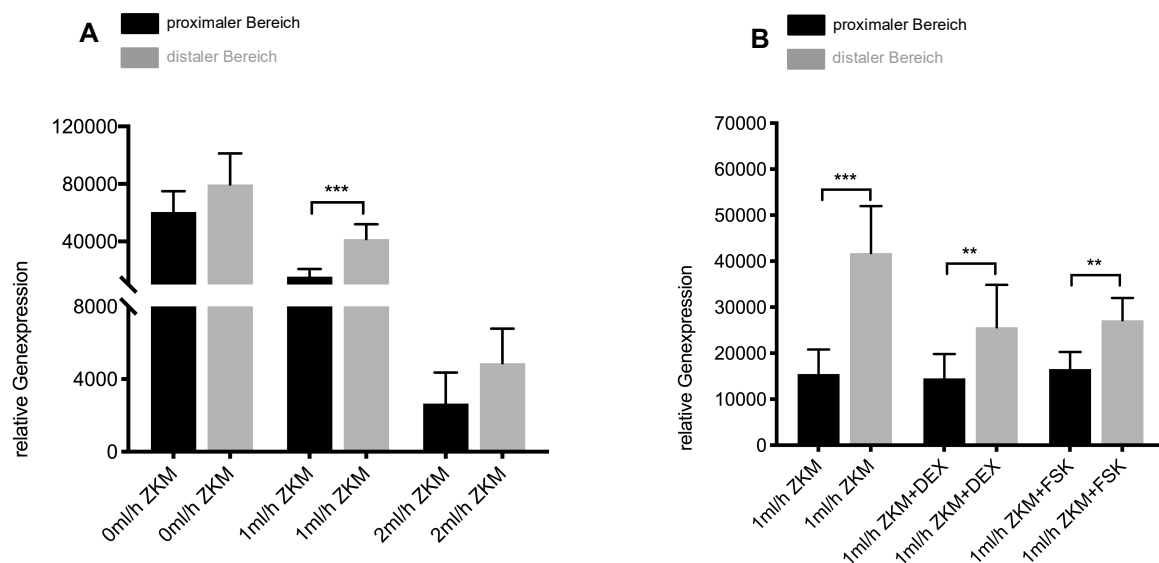 A
proximaler Bereich
distaler Bereich
relative Genexpression
120000
80000
40000
8000
4000
0
***
0ml/h ZKM
0ml/h ZKM
1ml/h ZKM
1ml/h ZKM
2ml/h ZKM
2ml/h ZKM
B
proximaler Bereich
distaler Bereich
relative Genexpression
70000
60000
50000
40000
30000
20000
10000
0
***
**
**
1ml/h ZKM
1ml/h ZKM
1ml/h ZKM+DEX
1ml/h ZKM+DEX
1ml/h ZKM+FSK
1ml/h ZKM+FSK